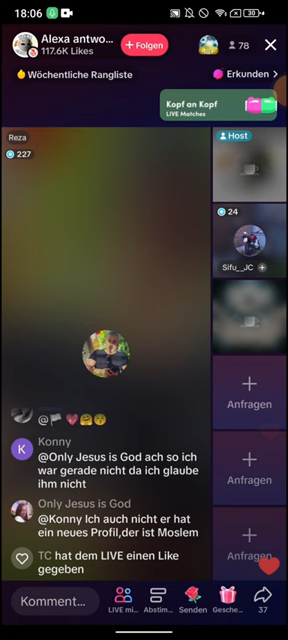 18:06
30
Alexa antwo...
117.6K Likes
+ Folgen
78
Wöchentliche Rangliste
Erkunden >
Kopf an Kopf
LIVE Matches
Reza
227
Host
24
Sifu__JC +
Anfragen
Anfragen
Anfragen
@
K
Konny
@Only Jesus is God ach so ich
war gerade nicht da ich glaube
ihm nicht
Only Jesus is God
@Konny Ich auch nicht er hat
ein neues Profil,der ist Moslem
TC hat dem LIVE einen Like
gegeben
Komment...
LIVE mi...
Abstim...
Senden
Gesche...
37